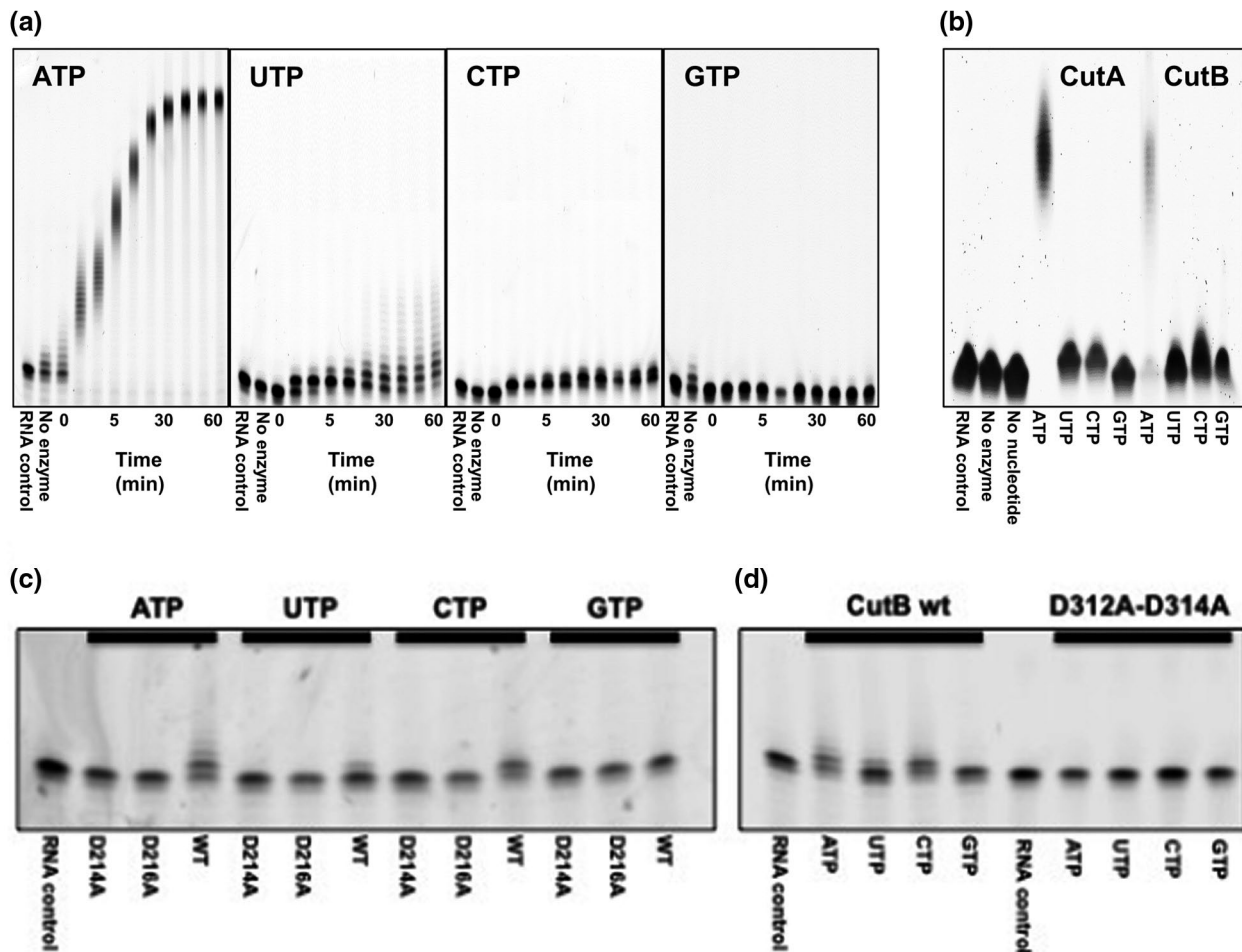 (a)
ATP
UTP
CTP
GTP
RNA control
No enzyme
0
5
30
60
Time
(min)
RNA control
No enzyme
0
5
30
60
Time
(min)
RNA control
No enzyme
0
5
30
60
Time
(min)
RNA control
No enzyme
0
5
30
60
Time
(min)
(b)
CutA
CutB
RNA control
No enzyme
No nucleotide
ATP
UTP
CTP
GTP
ATP
UTP
CTP
GTP
(c)
ATP
UTP
CTP
GTP
RNA control
D214A
D216A
WT
D214A
D216A
WT
D214A
D216A
WT
D214A
D216A
WT
(d)
CutB wt
D312A-D314A
RNA control
ATP
UTP
CTP
GTP
RNA control
ATP
UTP
CTP
GTP